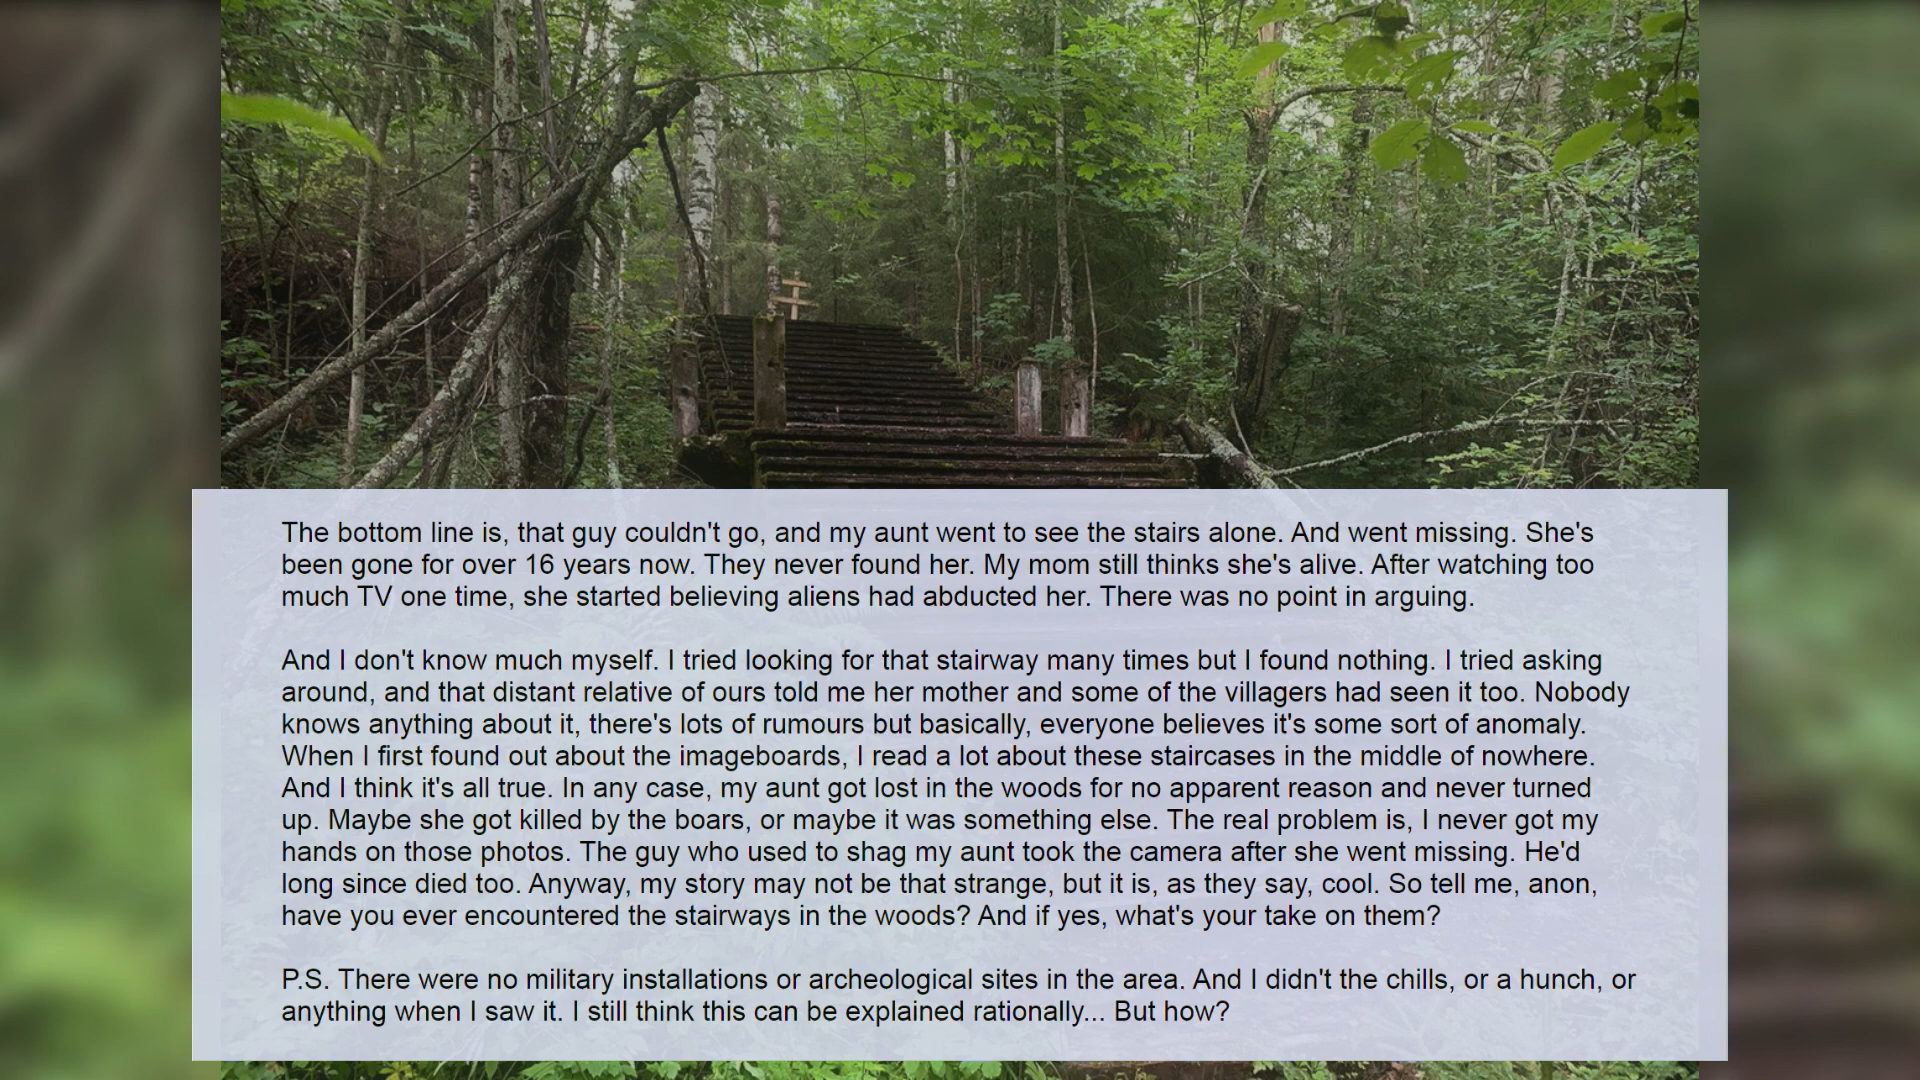 The bottom line is, that guy couldn't go, and my aunt went to see the stairs alone. And went missing. She's
been gone for over 16 years now. They never found her. My mom still thinks she's alive. After watching too
much TV one time, she started believing aliens had abducted her. There was no point in arguing.
And I don't know much myself. I tried looking for that stairway many times but I found nothing. I tried asking
around, and that distant relative of ours told me her mother and some of the villagers had seen it too. Nobody
knows anything about it, there's lots of rumours but basically, everyone believes it's some sort of anomaly.
When I first found out about the imageboards, I read a lot about these staircases in the middle of nowhere.
And I think it's all true. In any case, my aunt got lost in the woods for no apparent reason and never turned
up. Maybe she got killed by the boars, or maybe it was something else. The real problem is, I never got my
hands on those photos. The guy who used to shag my aunt took the camera after she went missing. He'd
long since died too. Anyway, my story may not be that strange, but it is, as they say, cool. So tell me, anon,
have you ever encountered the stairways in the woods? And if yes, what's your take on them?
P.S. There were no military installations or archeological sites in the area. And I didn't the chills, or a hunch, or
anything when I saw it. I still think this can be explained rationally... But how?